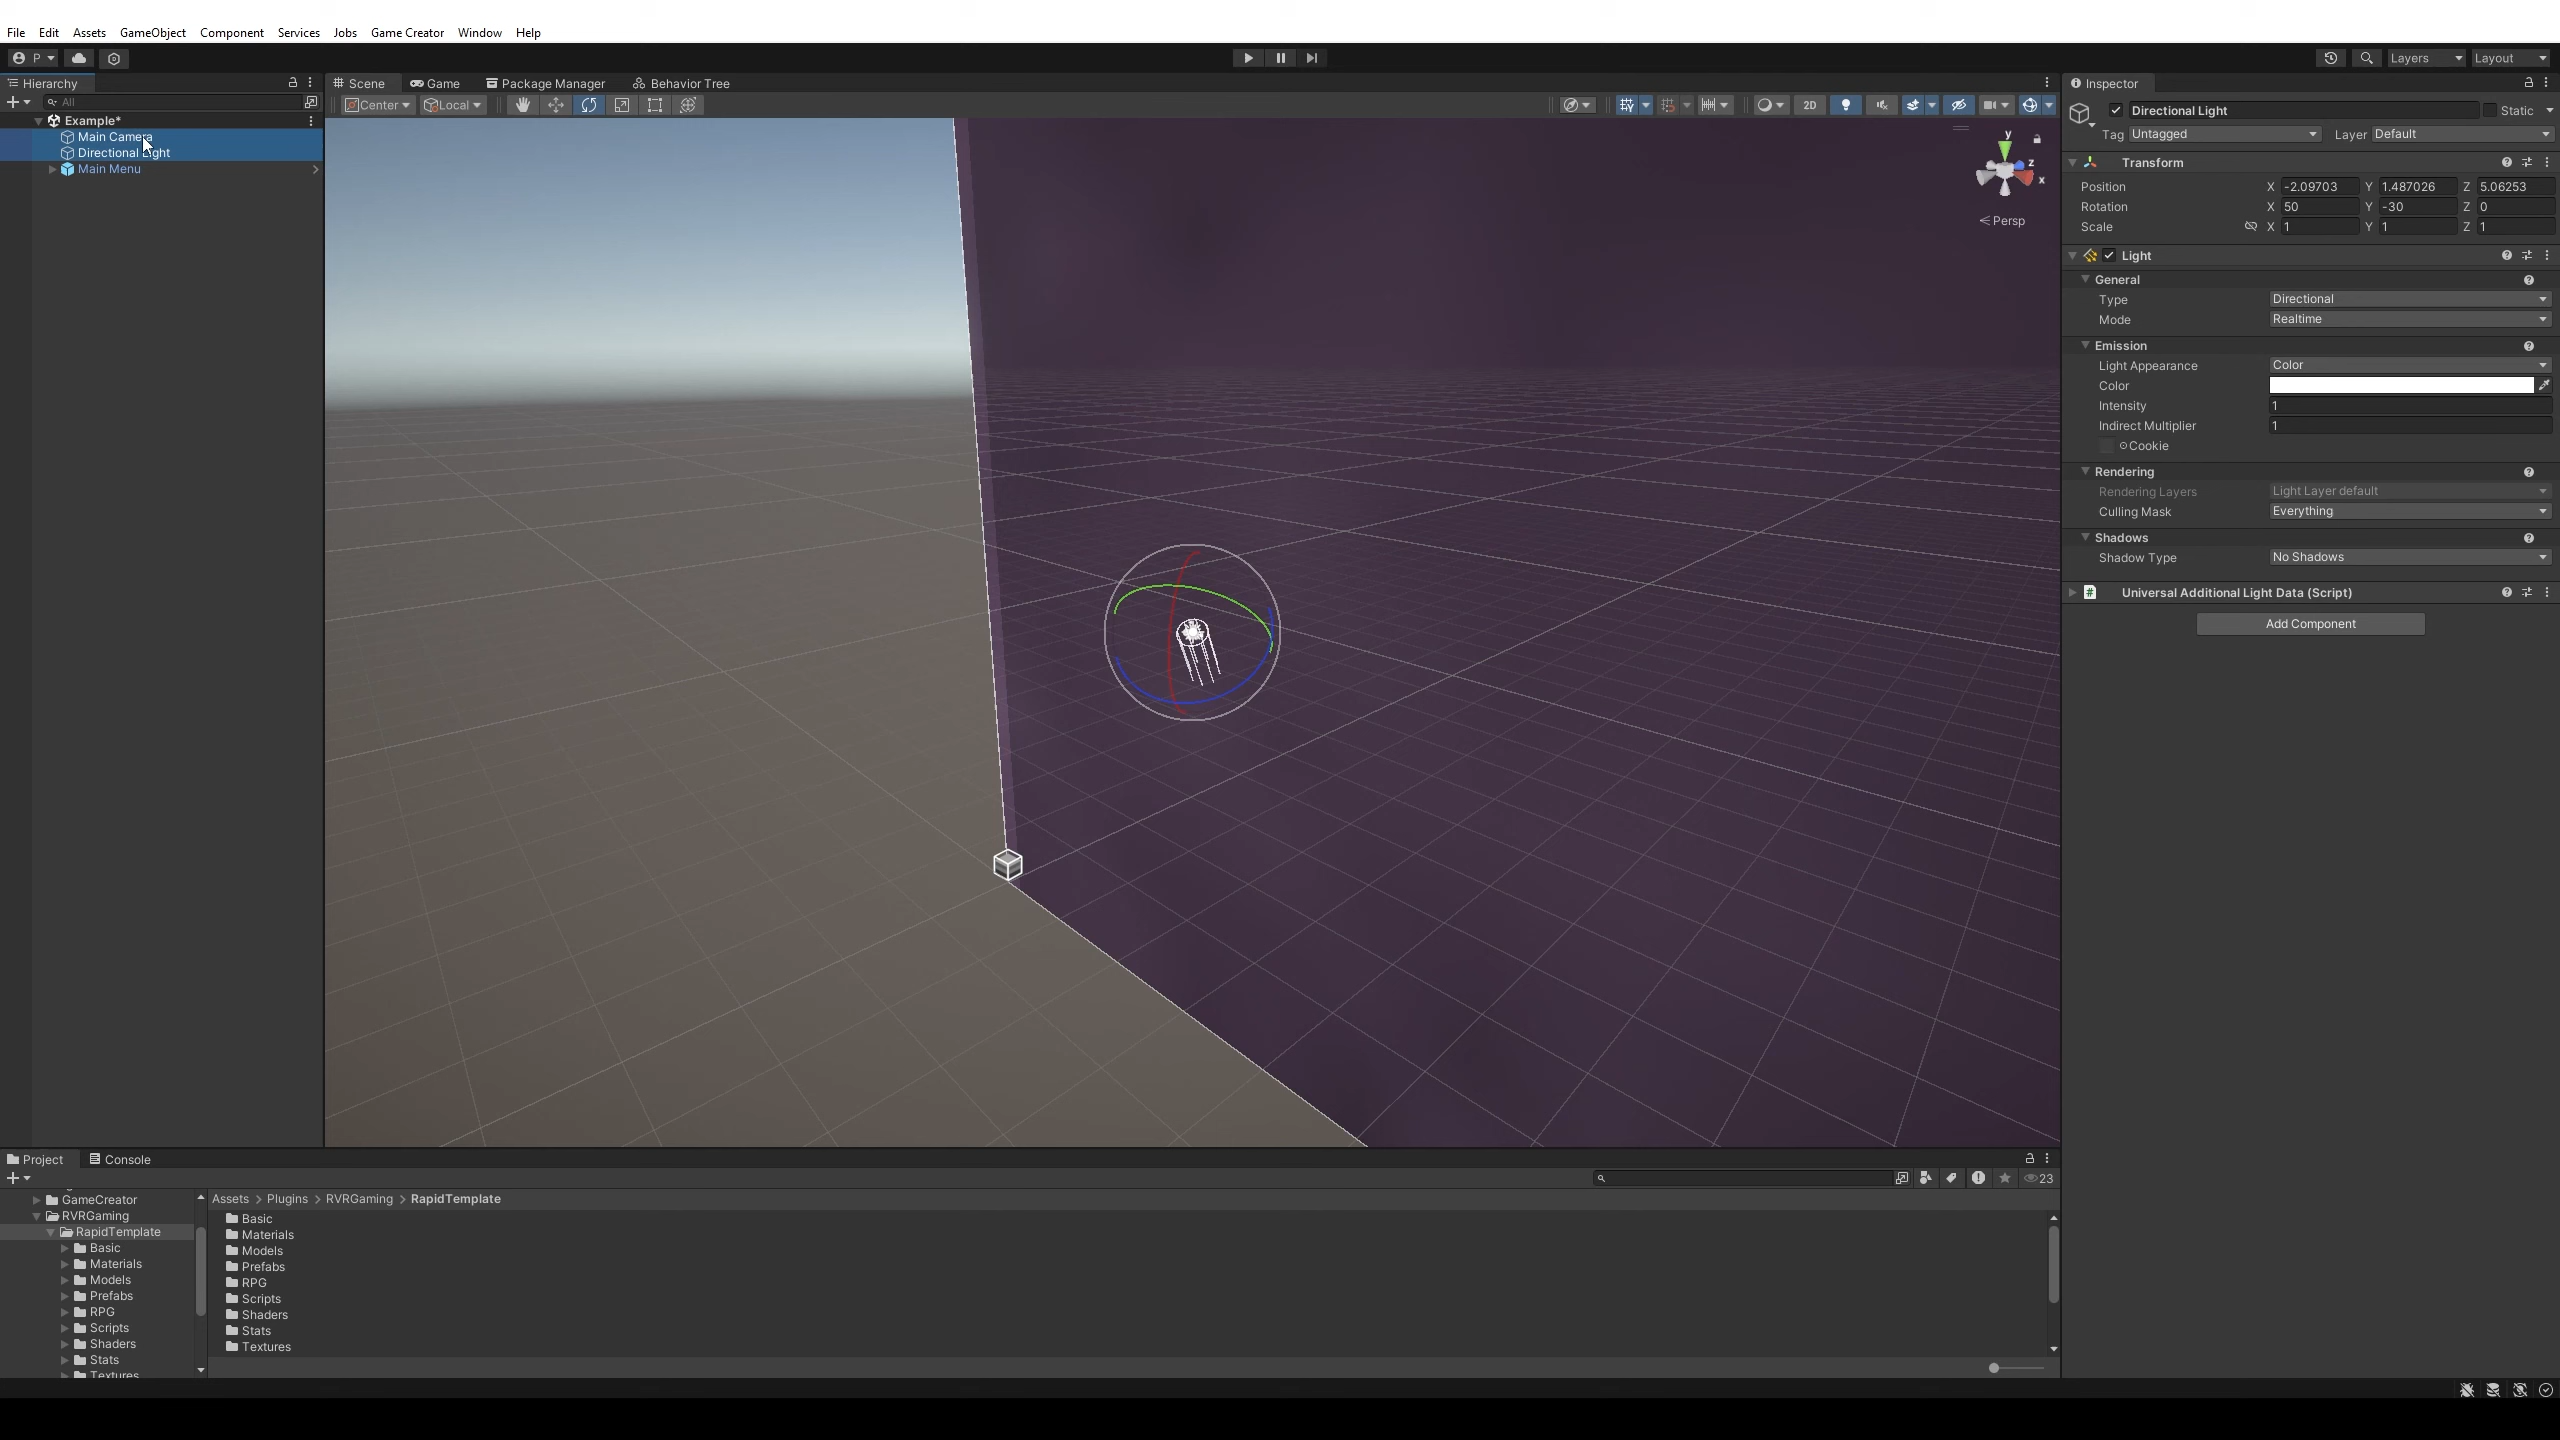 File Edit Assets GameObject Component Services Jobs Game Creator Window Help
P Layers Layout
Hierarchy Scene Game Package Manager Behavior Tree Inspector
All Center Local 2D
Example*
Main Camera
Directional Light
Main Menu
y
z
x
Persp
Directional Light Static
Tag Untagged Layer Default
Transform
Position X -2.09703 Y 1.487026 Z 5.06253
Rotation X 50 Y -30 Z 0
Scale X 1 Y 1 Z 1
Light
General
Type Directional
Mode Realtime
Emission
Light Appearance Color
Color
Intensity 1
Indirect Multiplier 1
Cookie
Rendering
Rendering Layers Light Layer default
Culling Mask Everything
Shadows
Shadow Type No Shadows
# Universal Additional Light Data (Script)
Add Component
Project Console
23
GameCreator
RVRGaming
RapidTemplate
Basic
Materials
Models
Prefabs
RPG
Scripts
Shaders
Stats
Textures
Assets > Plugins > RVRGaming > RapidTemplate
Basic
Materials
Models
Prefabs
RPG
Scripts
Shaders
Stats
Textures